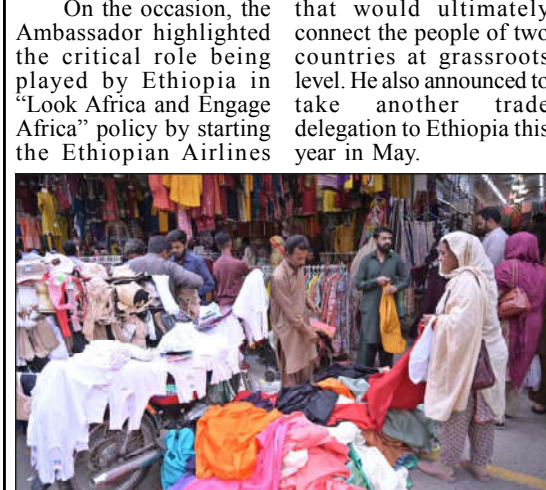 On the occasion, the
Ambassador highlighted
the critical role being
played by Ethiopia in
“Look Africa and Engage
Africa” policy by starting
the Ethiopian Airlines
that would ultimately
connect the people of two
countries at grassroots
level. He also announced to
take another trade
delegation to Ethiopia this
year in May.